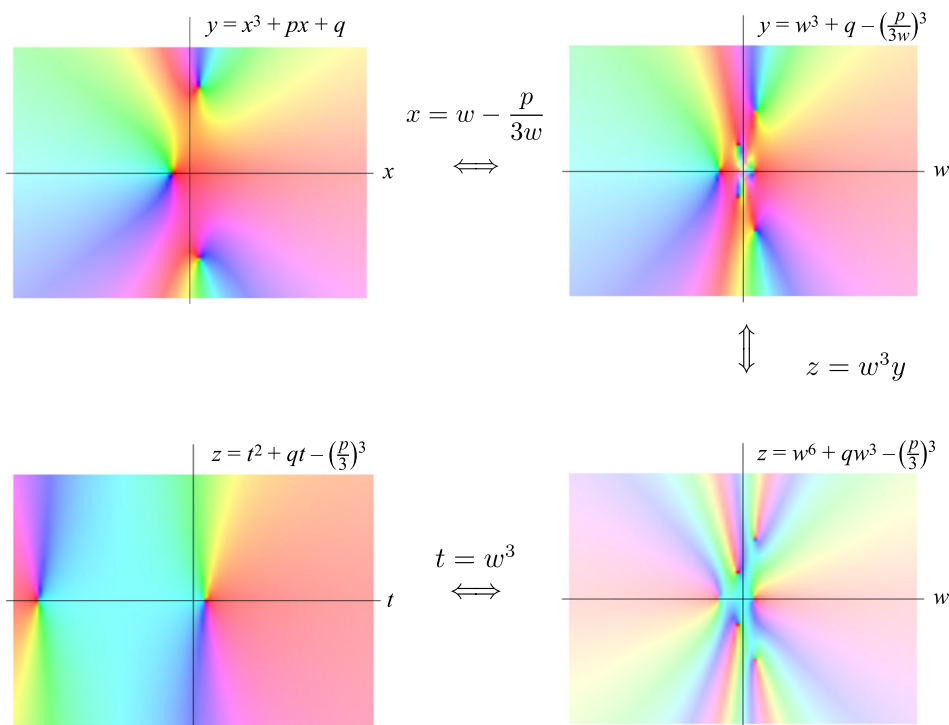 y = x³ + px + q
y = w³ + q – (p/3w)³
x = w − p/3w
⟺
x
w
⇕
z = w³y
z = t² + qt – (p/3)³
z = w⁶ + qw³ – (p/3)³
t = w³
⟺
t
w